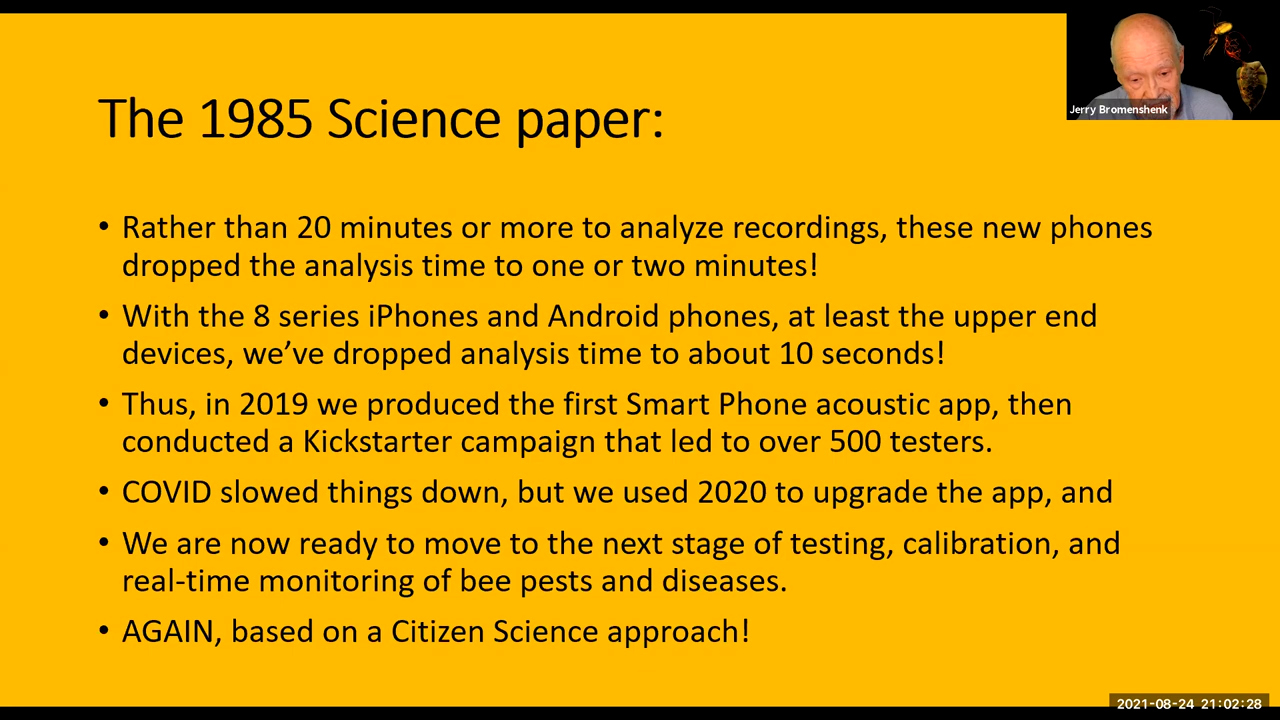 The 1985 Science paper:
Jerry Bromenshenk
• Rather than 20 minutes or more to analyze recordings, these new phones
dropped the analysis time to one or two minutes!
• With the 8 series iPhones and Android phones, at least the upper end
devices, we’ve dropped analysis time to about 10 seconds!
• Thus, in 2019 we produced the first Smart Phone acoustic app, then
conducted a Kickstarter campaign that led to over 500 testers.
• COVID slowed things down, but we used 2020 to upgrade the app, and
• We are now ready to move to the next stage of testing, calibration, and
real-time monitoring of bee pests and diseases.
• AGAIN, based on a Citizen Science approach!
2021-08-24 21:02:28